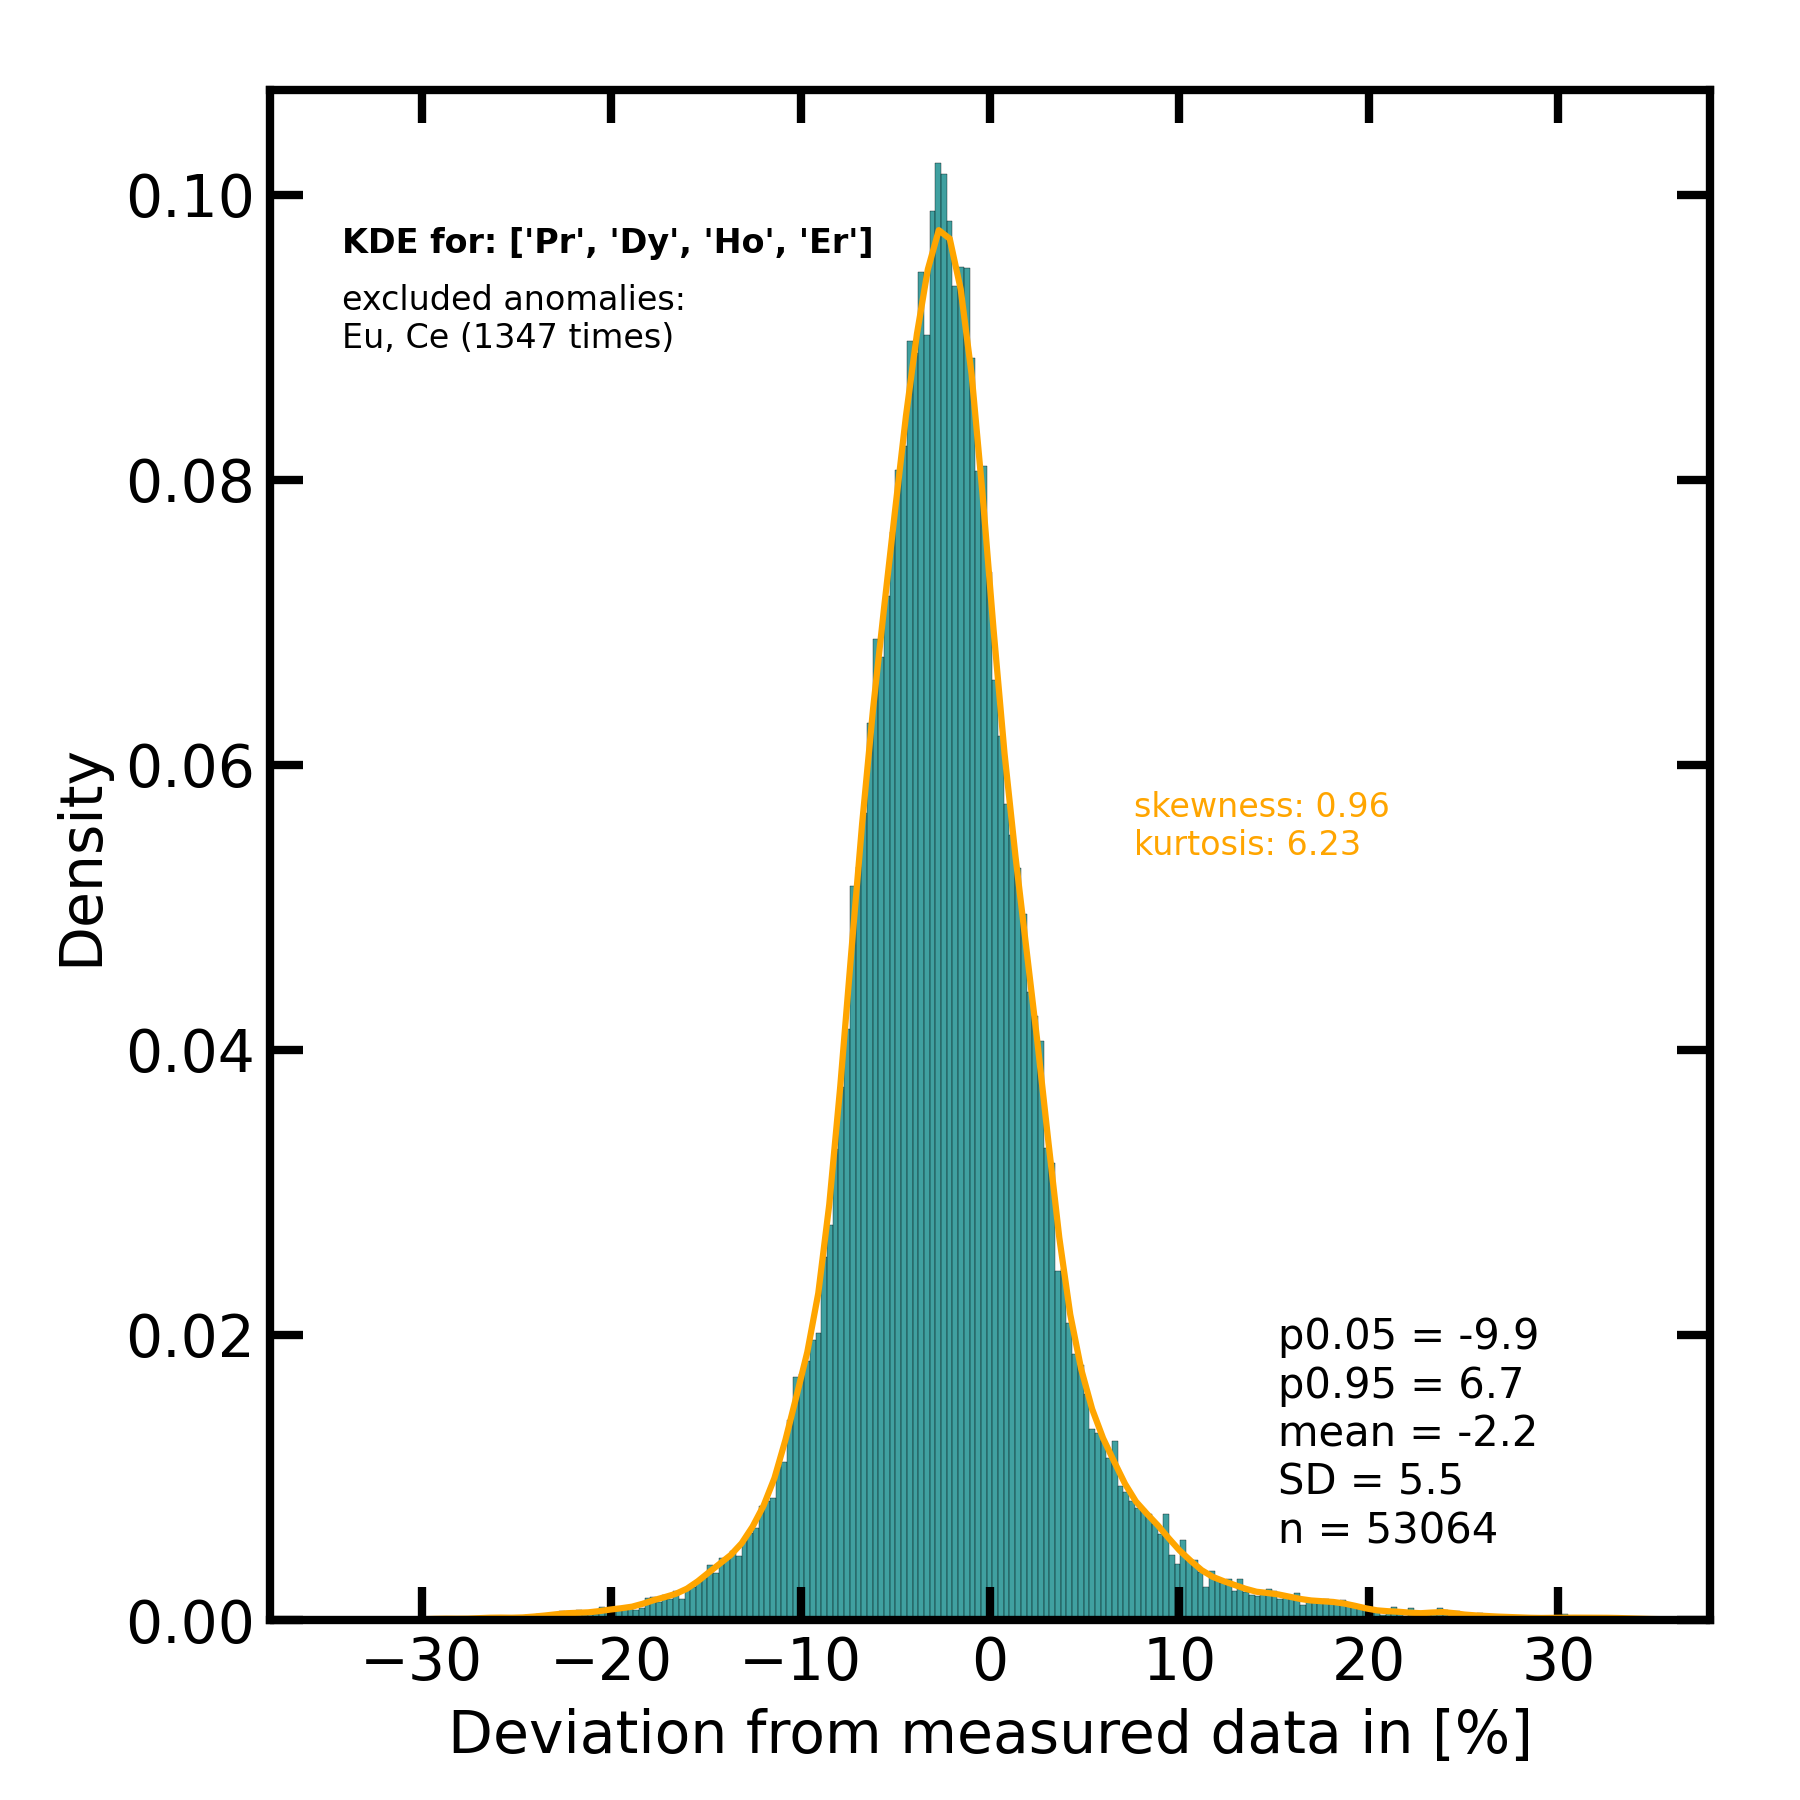 KDE for: ['Pr', 'Dy', 'Ho', 'Er']
excluded anomalies:
Eu, Ce (1347 times)
skewness: 0.96
kurtosis: 6.23
p0.05 = -9.9
p0.95 = 6.7
mean = -2.2
SD = 5.5
n = 53064
Density
0.10
0.08
0.06
0.04
0.02
0.00
−30 −20 −10 0 10 20 30
Deviation from measured data in [%]